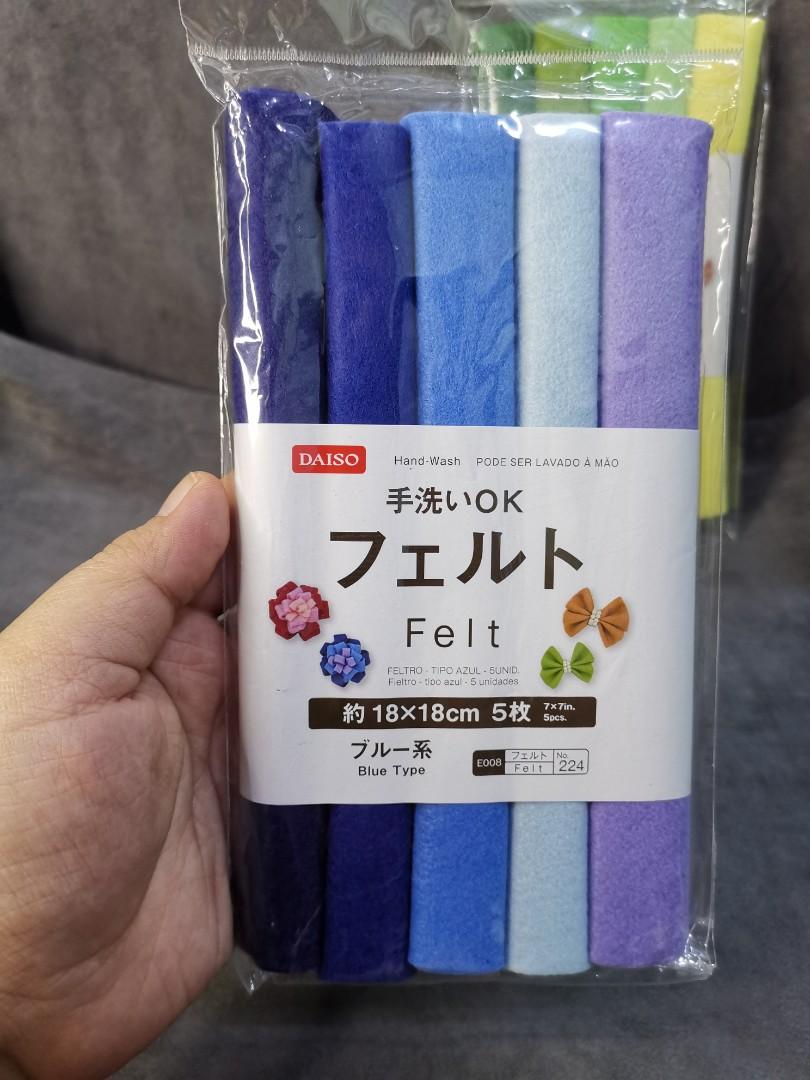 DAISO Hand-Wash PODE SER LAVADO À MÃO
手洗いOK
フェルト
Felt
FELTRO - TIPO AZUL - 5UNID.
Fieltro - tipo azul - 5 unidades
約18×18cm 5枚 7×7in.
5pcs.
ブルー系
Blue Type
E008 フェルト Felt No. 224